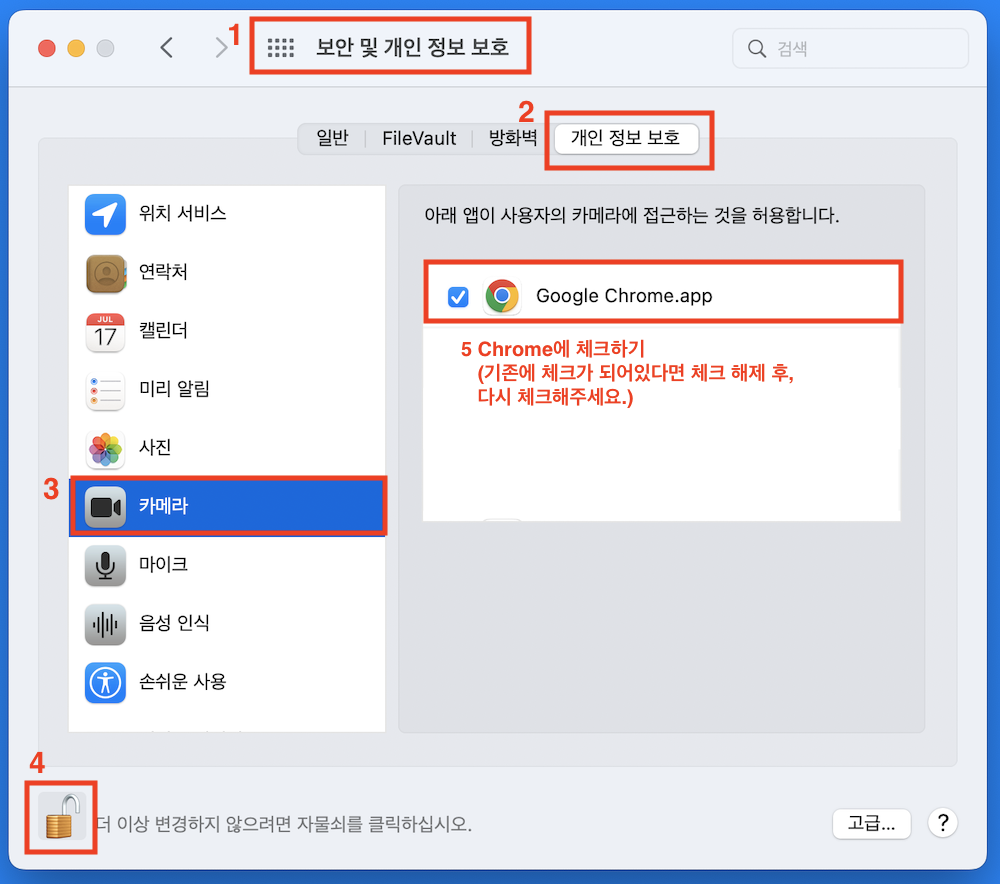 1
보안 및 개인 정보 보호
검색
2
일반
FileVault
방화벽
개인 정보 보호
위치 서비스
연락처
JUL
17
캘린더
미리 알림
사진
3
카메라
마이크
음성 인식
손쉬운 사용
아래 앱이 사용자의 카메라에 접근하는 것을 허용합니다.
Google Chrome.app
5 Chrome에 체크하기
(기존에 체크가 되어있다면 체크 해제 후,
다시 체크해주세요.)
4
더 이상 변경하지 않으려면 자물쇠를 클릭하십시오.
고급...
?